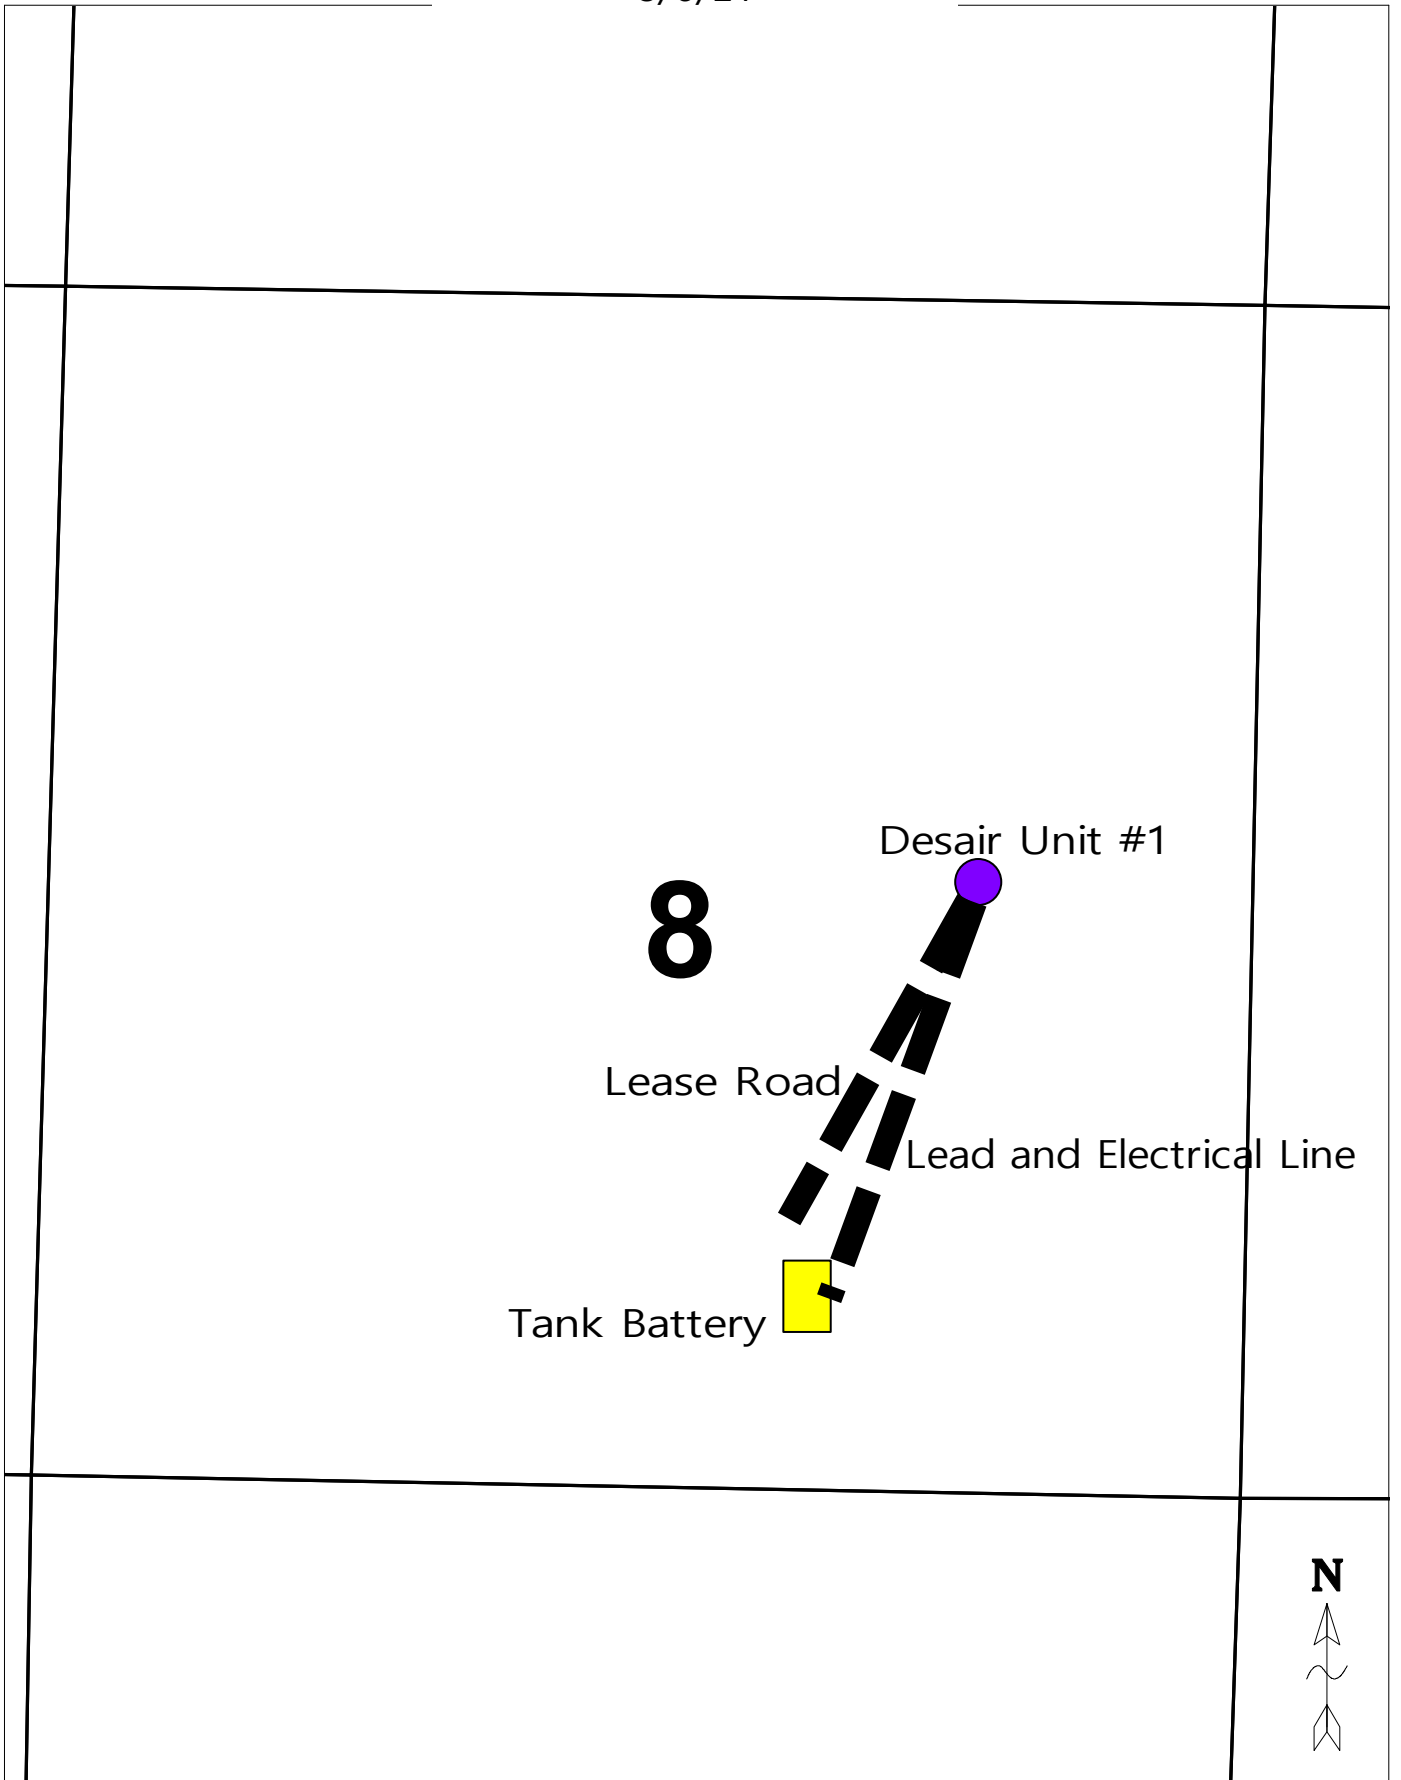 Desair Unit #1
8
Lease Road
Lead and Electrical Line
Tank Battery
N